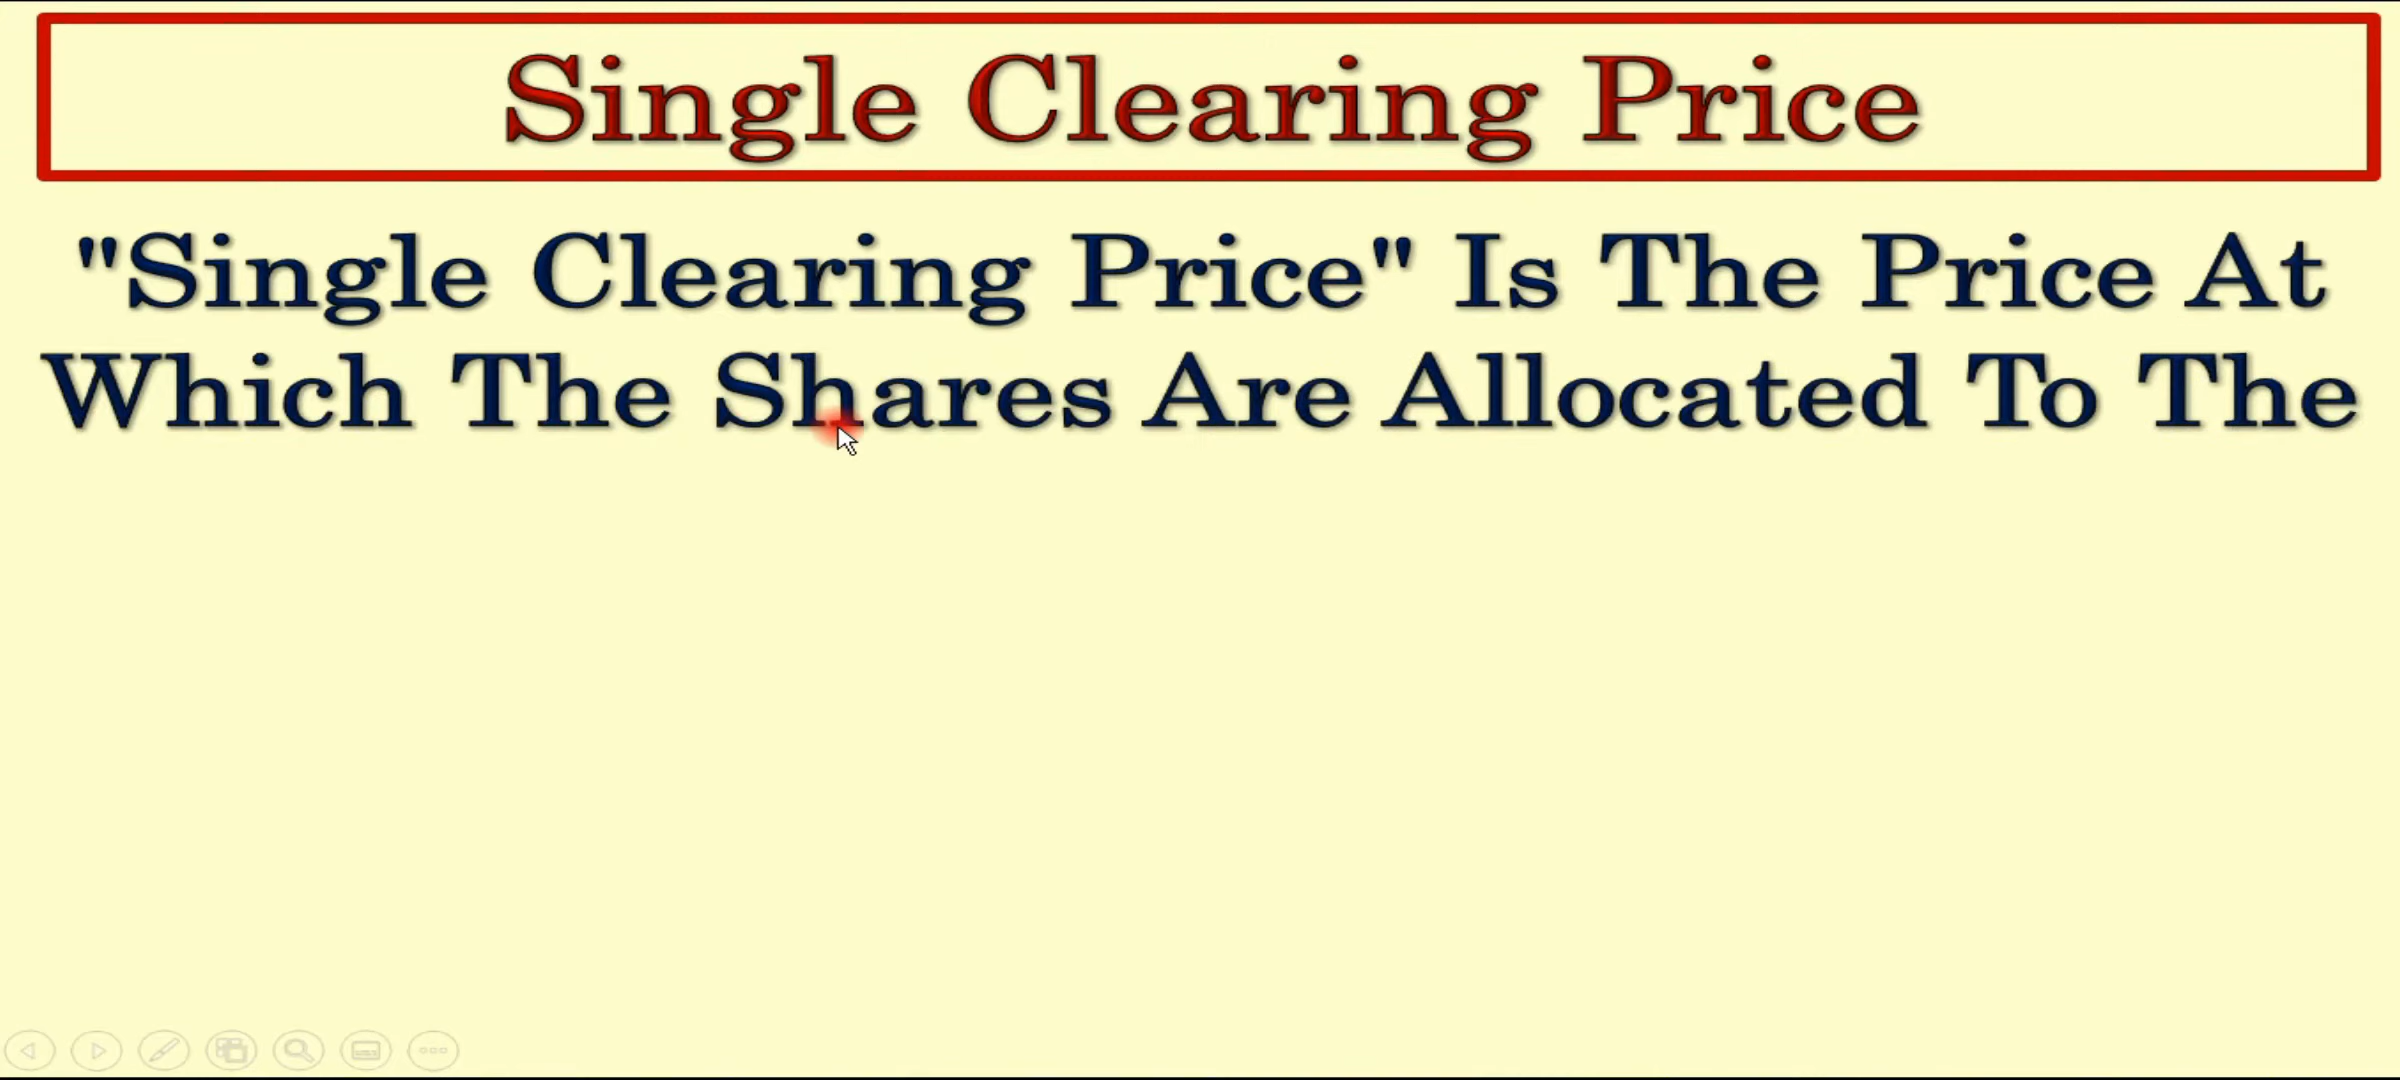 Single Clearing Price
"Single Clearing Price" Is The Price At
Which The Shares Are Allocated To The